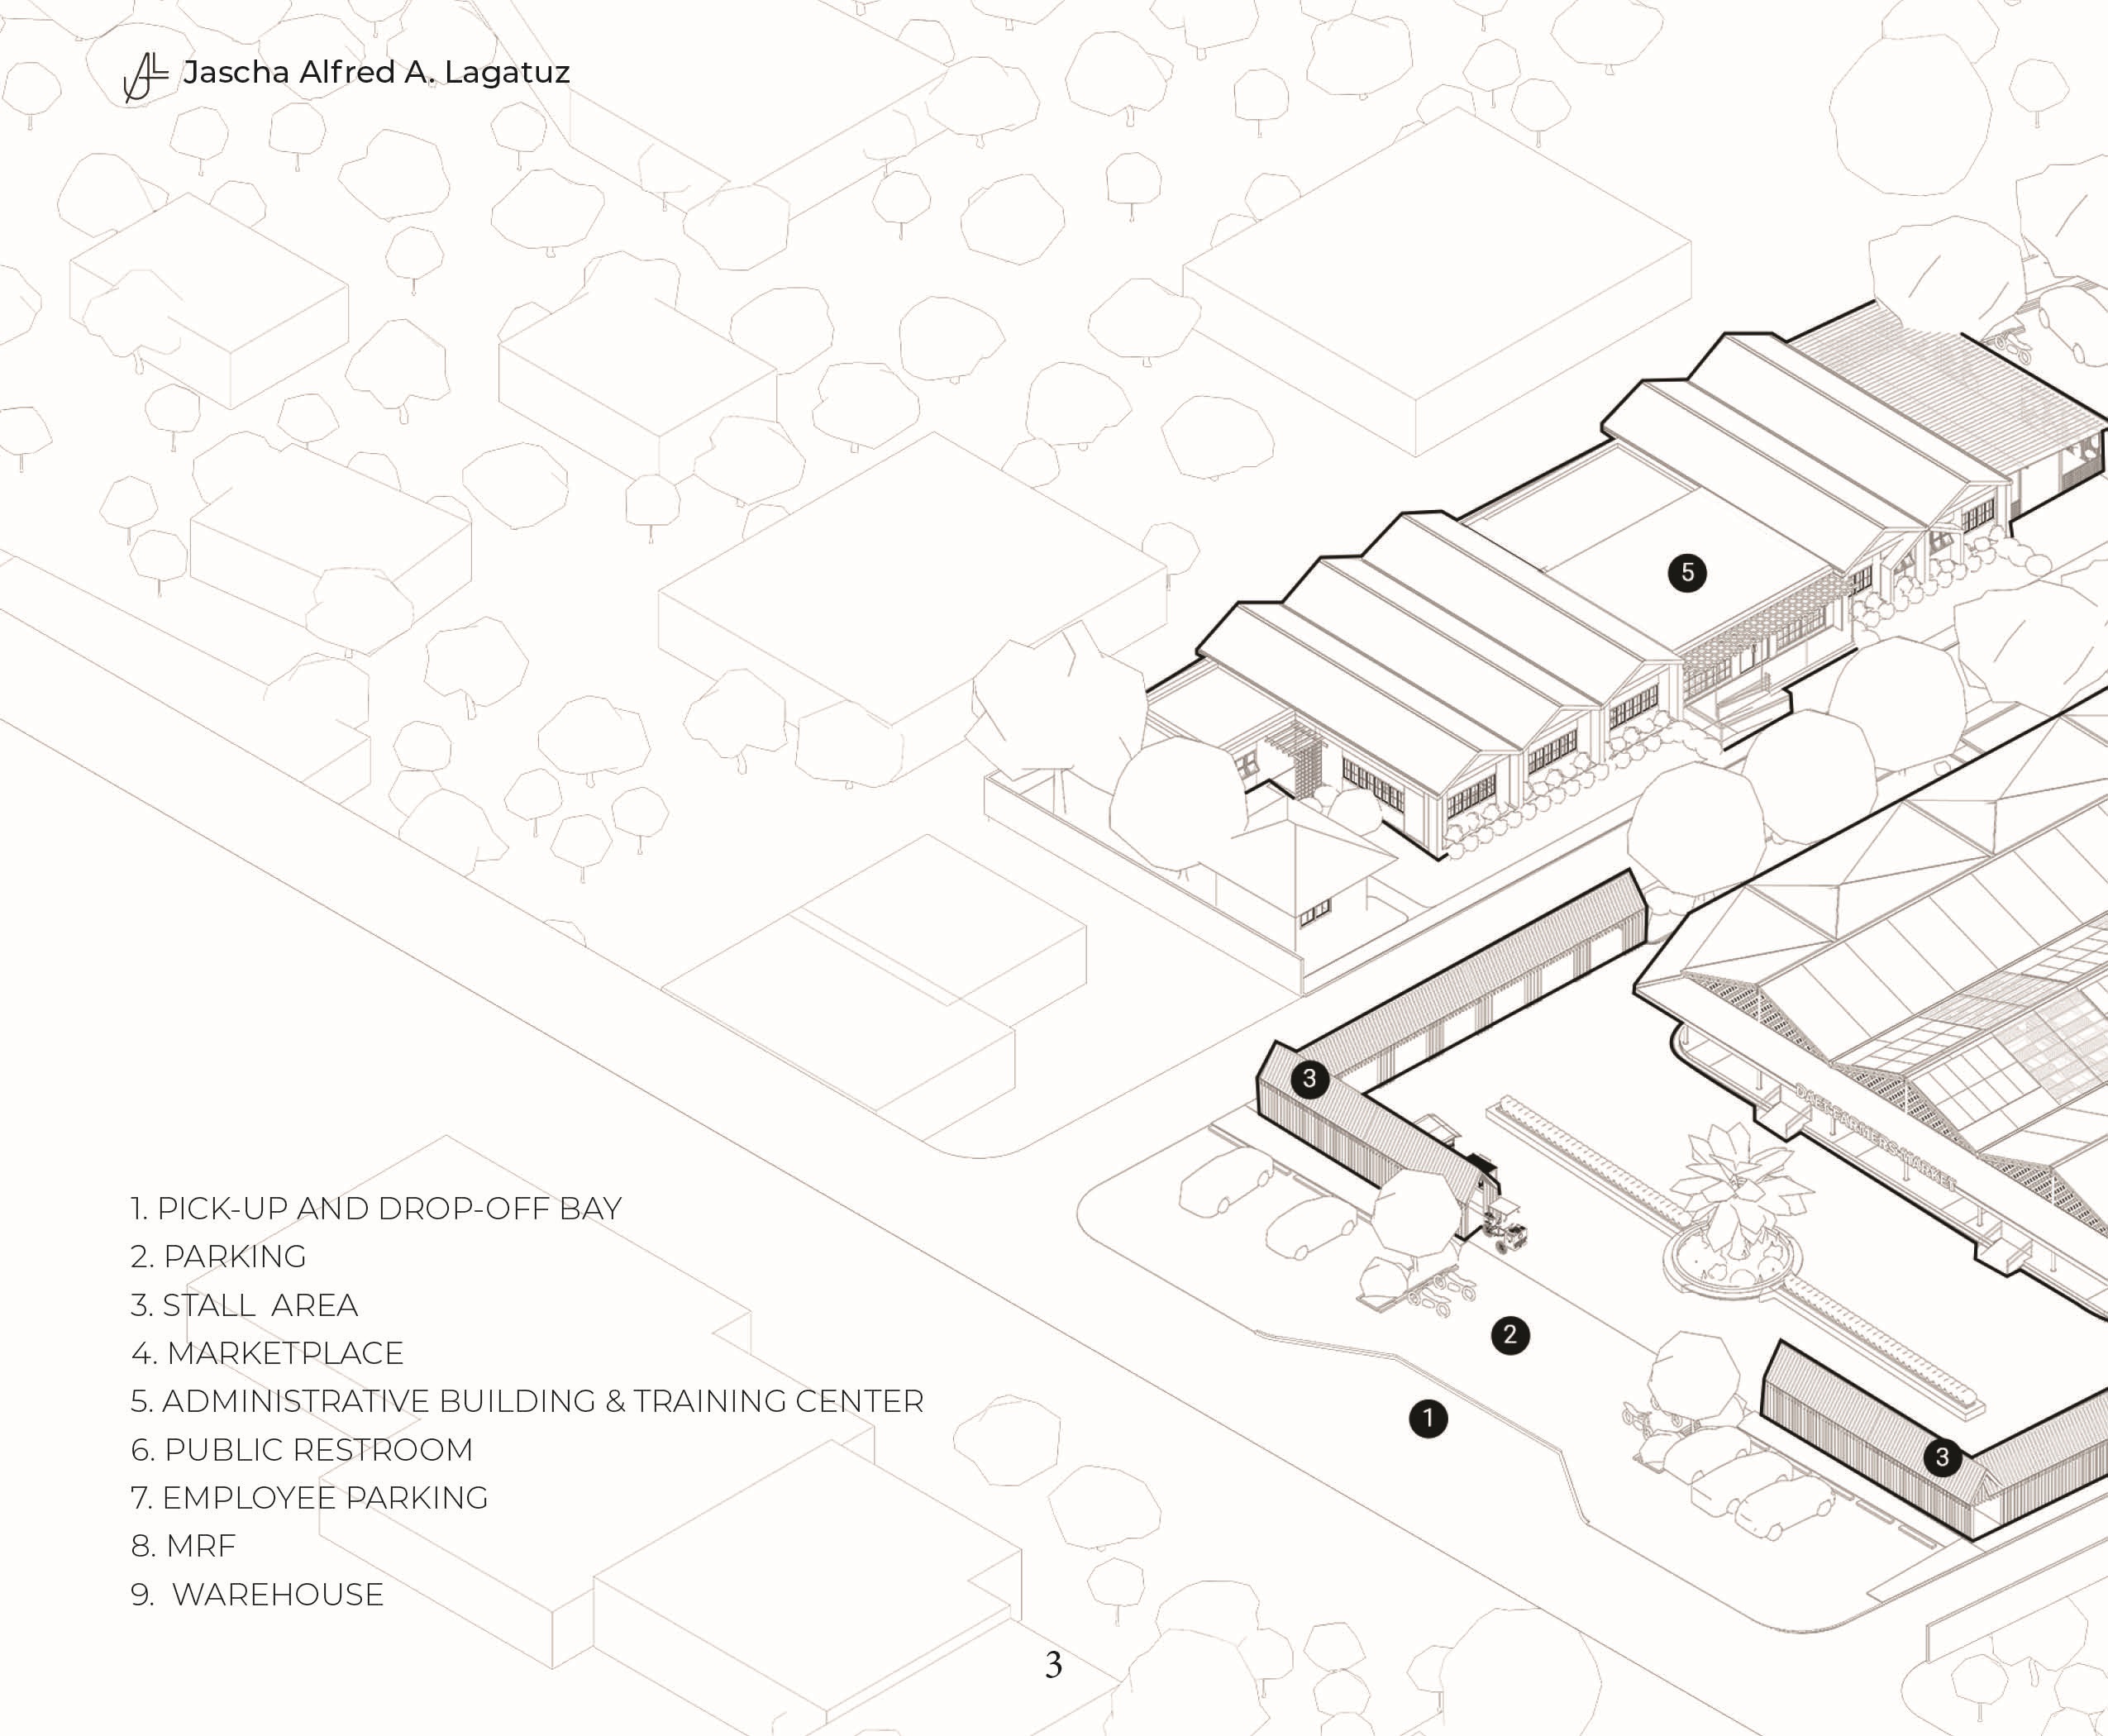 Jascha Alfred A. Lagatuz
5
3
DAET FARMERS MARKET
2
1
3
1. PICK-UP AND DROP-OFF BAY
2. PARKING
3. STALL  AREA
4. MARKETPLACE
5. ADMINISTRATIVE BUILDING & TRAINING CENTER
6. PUBLIC RESTROOM
7. EMPLOYEE PARKING
8. MRF
9.  WAREHOUSE
3